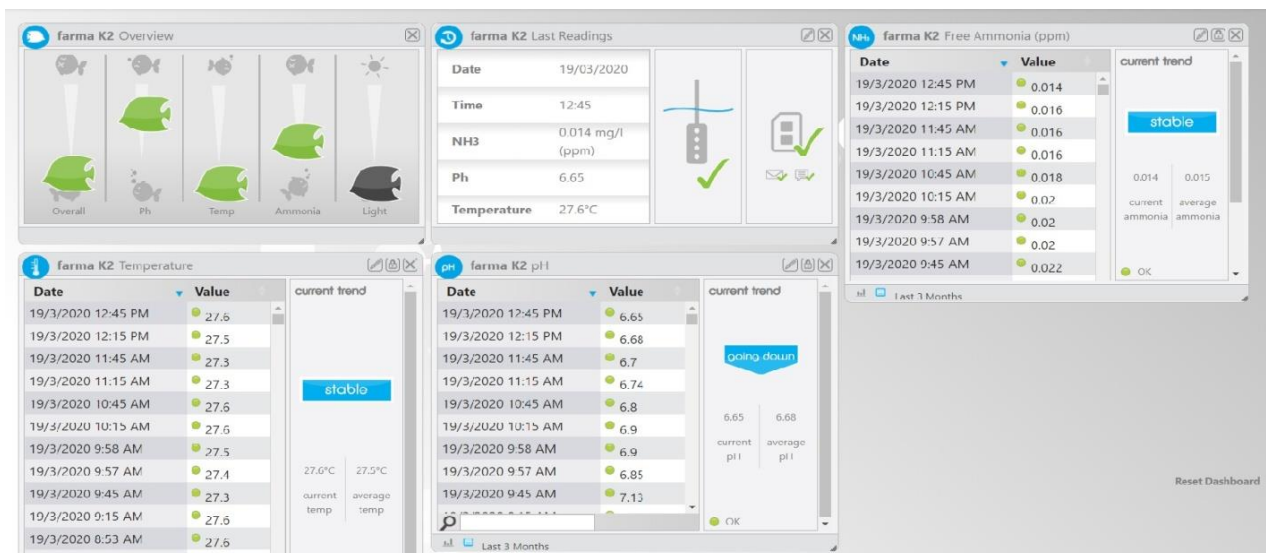 farma K2 Overview
Overall Ph Temp Ammonia Light
farma K2 Last Readings
Date 19/03/2020
Time 12:45
NH3 0.014 mg/l (ppm)
Ph 6.65
Temperature 27.6°C
NH₃ farma K2 Free Ammonia (ppm)
Date Value
19/3/2020 12:45 PM 0.014
19/3/2020 12:15 PM 0.016
19/3/2020 11:45 AM 0.016
19/3/2020 11:15 AM 0.016
19/3/2020 10:45 AM 0.018
19/3/2020 10:15 AM 0.02
19/3/2020 9:58 AM 0.02
19/3/2020 9:57 AM 0.02
19/3/2020 9:45 AM 0.022
current trend
stable
0.014 0.015
current ammonia average ammonia
OK
Last 3 Months
farma K2 Temperature
Date Value
19/3/2020 12:45 PM 27.6
19/3/2020 12:15 PM 27.5
19/3/2020 11:45 AM 27.3
19/3/2020 11:15 AM 27.3
19/3/2020 10:45 AM 27.6
19/3/2020 10:15 AM 27.6
19/3/2020 9:58 AM 27.5
19/3/2020 9:57 AM 27.4
19/3/2020 9:45 AM 27.3
19/3/2020 9:15 AM 27.6
19/3/2020 8:53 AM 27.6
current trend
stable
27.6°C 27.5°C
current temp average temp
pH farma K2 pH
Date Value
19/3/2020 12:45 PM 6.65
19/3/2020 12:15 PM 6.68
19/3/2020 11:45 AM 6.7
19/3/2020 11:15 AM 6.74
19/3/2020 10:45 AM 6.8
19/3/2020 10:15 AM 6.9
19/3/2020 9:58 AM 6.9
19/3/2020 9:57 AM 6.85
19/3/2020 9:45 AM 7.13
current trend
going down
6.65 6.68
current pH average pH
OK
Last 3 Months
Reset Dashboard